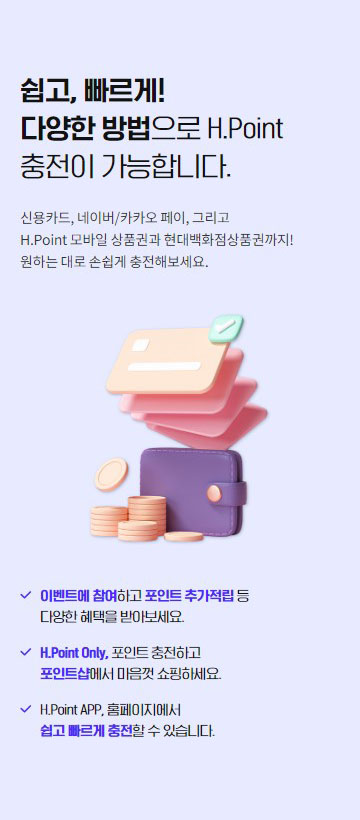 쉽고, 빠르게!
다양한 방법으로 H.Point
충전이 가능합니다.
신용카드, 네이버/카카오 페이, 그리고
H.Point 모바일 상품권과 현대백화점상품권까지!
원하는 대로 손쉽게 충전해보세요.
이벤트에 참여하고 포인트 추가적립 등
다양한 혜택을 받아보세요.
H.Point Only, 포인트 충전하고
포인트샵에서 마음껏 쇼핑하세요.
H.Point APP, 홈페이지에서
쉽고 빠르게 충전할 수 있습니다.